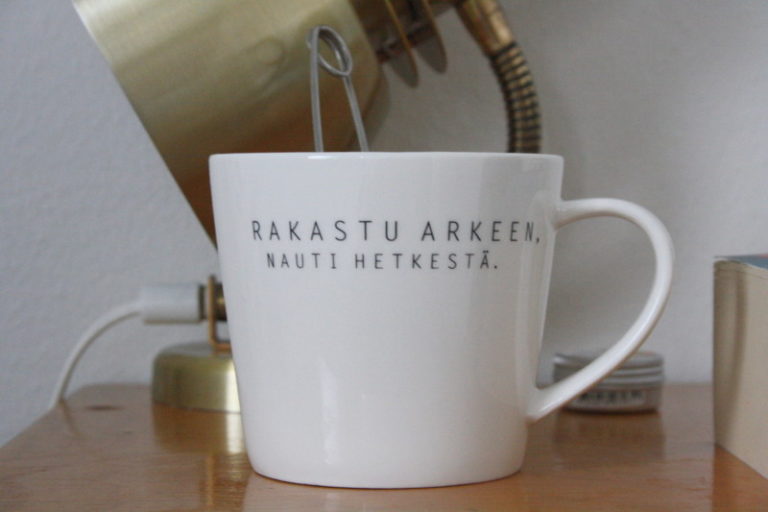 RAKASTU ARKEEN,
NAUTI HETKESTÄ.